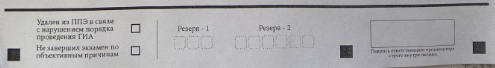 Удален из ППЭ в связи
с нарушением порядка
проведения ГИА
Не завершил экзамен по
объективным причинам
Резерв - 1
Резерв - 2